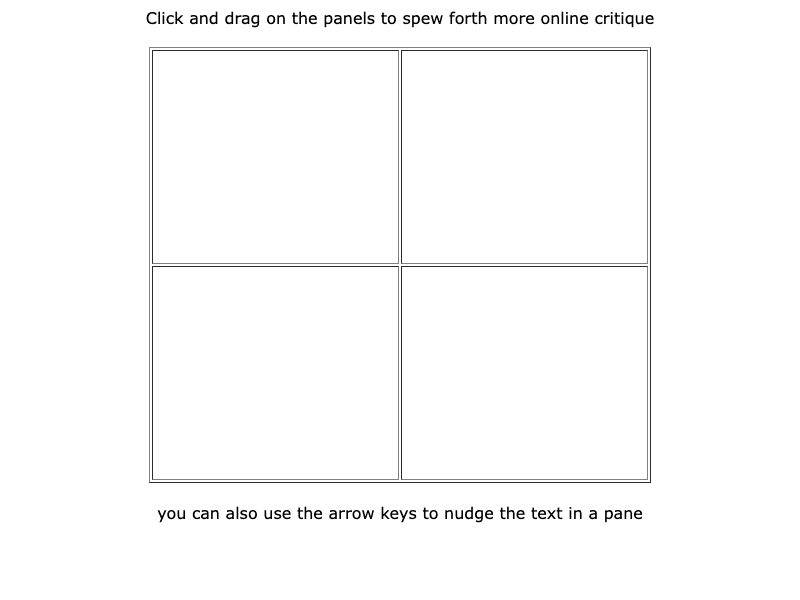 Click and drag on the panels to spew forth more online critique
you can also use the arrow keys to nudge the text in a pane